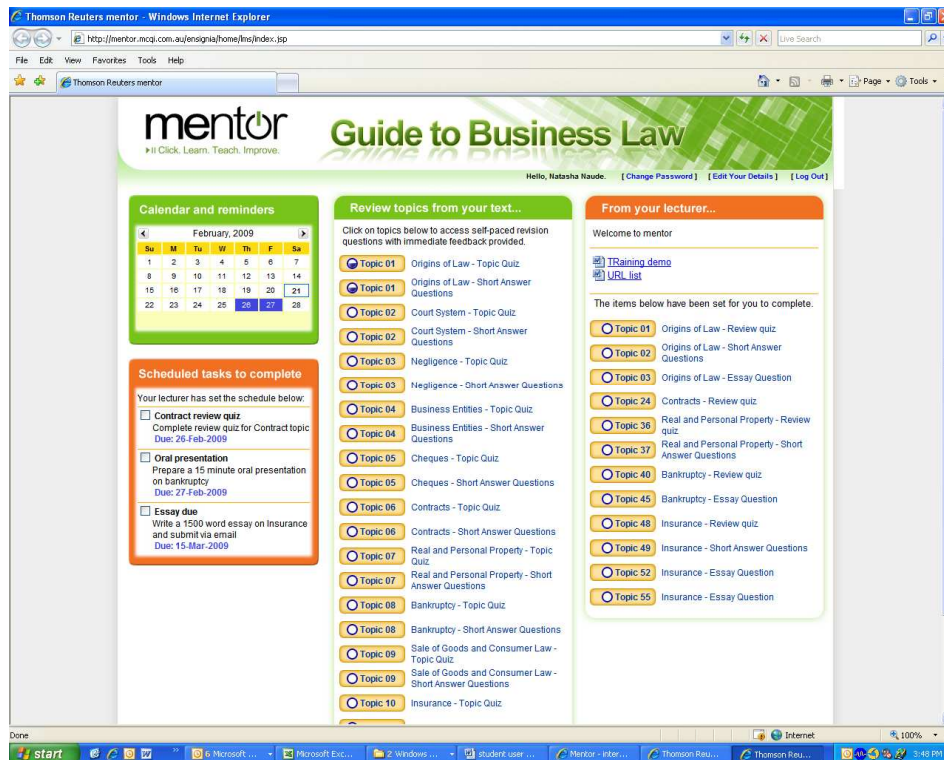 Thomson Reuters mentor - Windows Internet Explorer
http://mentor.mcqi.com.au/ensignia/home/lms/index.jsp
Live Search
File Edit View Favorites Tools Help
Thomson Reuters mentor
Page Tools
mentor
Click. Learn. Teach. Improve.
Guide to Business Law
Hello, Natasha Naude. [ Change Password ] [ Edit Your Details ] [ Log Out ]
Calendar and reminders
February, 2009
Su M Tu W Th F Sa
1 2 3 4 5 6 7
8 9 10 11 12 13 14
15 16 17 18 19 20 21
22 23 24 25 26 27 28
Scheduled tasks to complete
Your lecturer has set the schedule below:
Contract review quiz
Complete review quiz for Contract topic
Due: 26-Feb-2009
Oral presentation
Prepare a 15 minute oral presentation
on bankruptcy
Due: 27-Feb-2009
Essay due
Write a 1500 word essay on Insurance
and submit via email
Due: 15-Mar-2009
Review topics from your text...
Click on topics below to access self-paced revision
questions with immediate feedback provided.
Topic 01 Origins of Law - Topic Quiz
Topic 01 Origins of Law - Short Answer
Questions
Topic 02 Court System - Topic Quiz
Topic 02 Court System - Short Answer
Questions
Topic 03 Negligence - Topic Quiz
Topic 03 Negligence - Short Answer Questions
Topic 04 Business Entities - Topic Quiz
Topic 04 Business Entities - Short Answer
Questions
Topic 05 Cheques - Topic Quiz
Topic 05 Cheques - Short Answer Questions
Topic 06 Contracts - Topic Quiz
Topic 06 Contracts - Short Answer Questions
Topic 07 Real and Personal Property - Topic
Quiz
Topic 07 Real and Personal Property - Short
Answer Questions
Topic 08 Bankruptcy - Topic Quiz
Topic 08 Bankruptcy - Short Answer Questions
Topic 09 Sale of Goods and Consumer Law -
Topic Quiz
Topic 09 Sale of Goods and Consumer Law -
Short Answer Questions
Topic 10 Insurance - Topic Quiz
From your lecturer...
Welcome to mentor
TRaining demo
URL list
The items below have been set for you to complete.
Topic 01 Origins of Law - Review quiz
Topic 02 Origins of Law - Short Answer
Questions
Topic 03 Origins of Law - Essay Question
Topic 24 Contracts - Review quiz
Topic 36 Real and Personal Property - Review
quiz
Topic 37 Real and Personal Property - Short
Answer Questions
Topic 40 Bankruptcy - Review quiz
Topic 45 Bankruptcy - Essay Question
Topic 48 Insurance - Review quiz
Topic 49 Insurance - Short Answer Questions
Topic 52 Insurance - Essay Question
Topic 55 Insurance - Essay Question
Done
Internet 100%
start 6 Microsoft ... Microsoft Exc... 2 Windows ... student user ... Mentor - inter... Thomson Reu... Thomson Reu... 3:48 PM